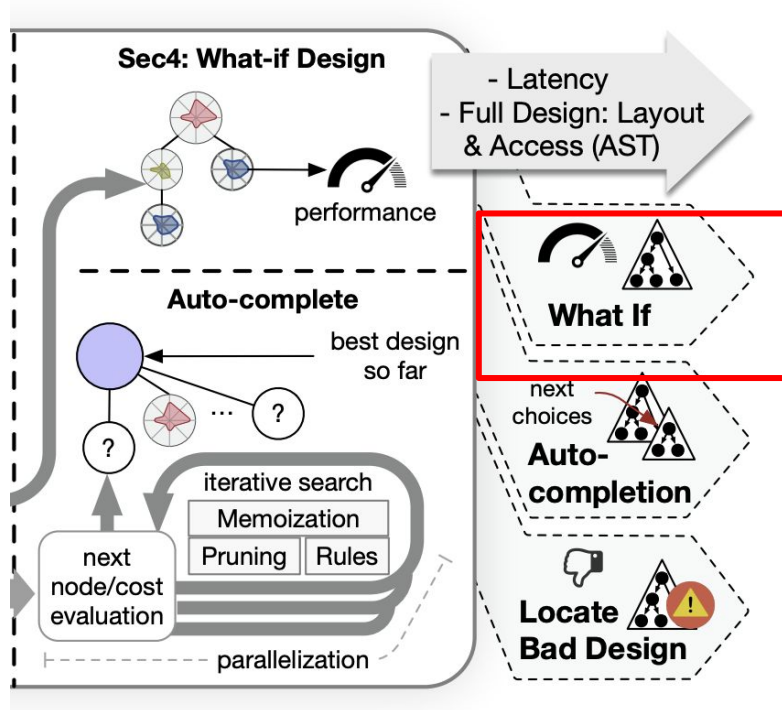 Sec4: What-if Design
performance
- Latency
- Full Design: Layout
& Access (AST)
What If
Auto-complete
best design
so far
?
...
?
next
choices
Auto-
completion
iterative search
Memoization
Pruning
Rules
next
node/cost
evaluation
parallelization
!
Locate
Bad Design